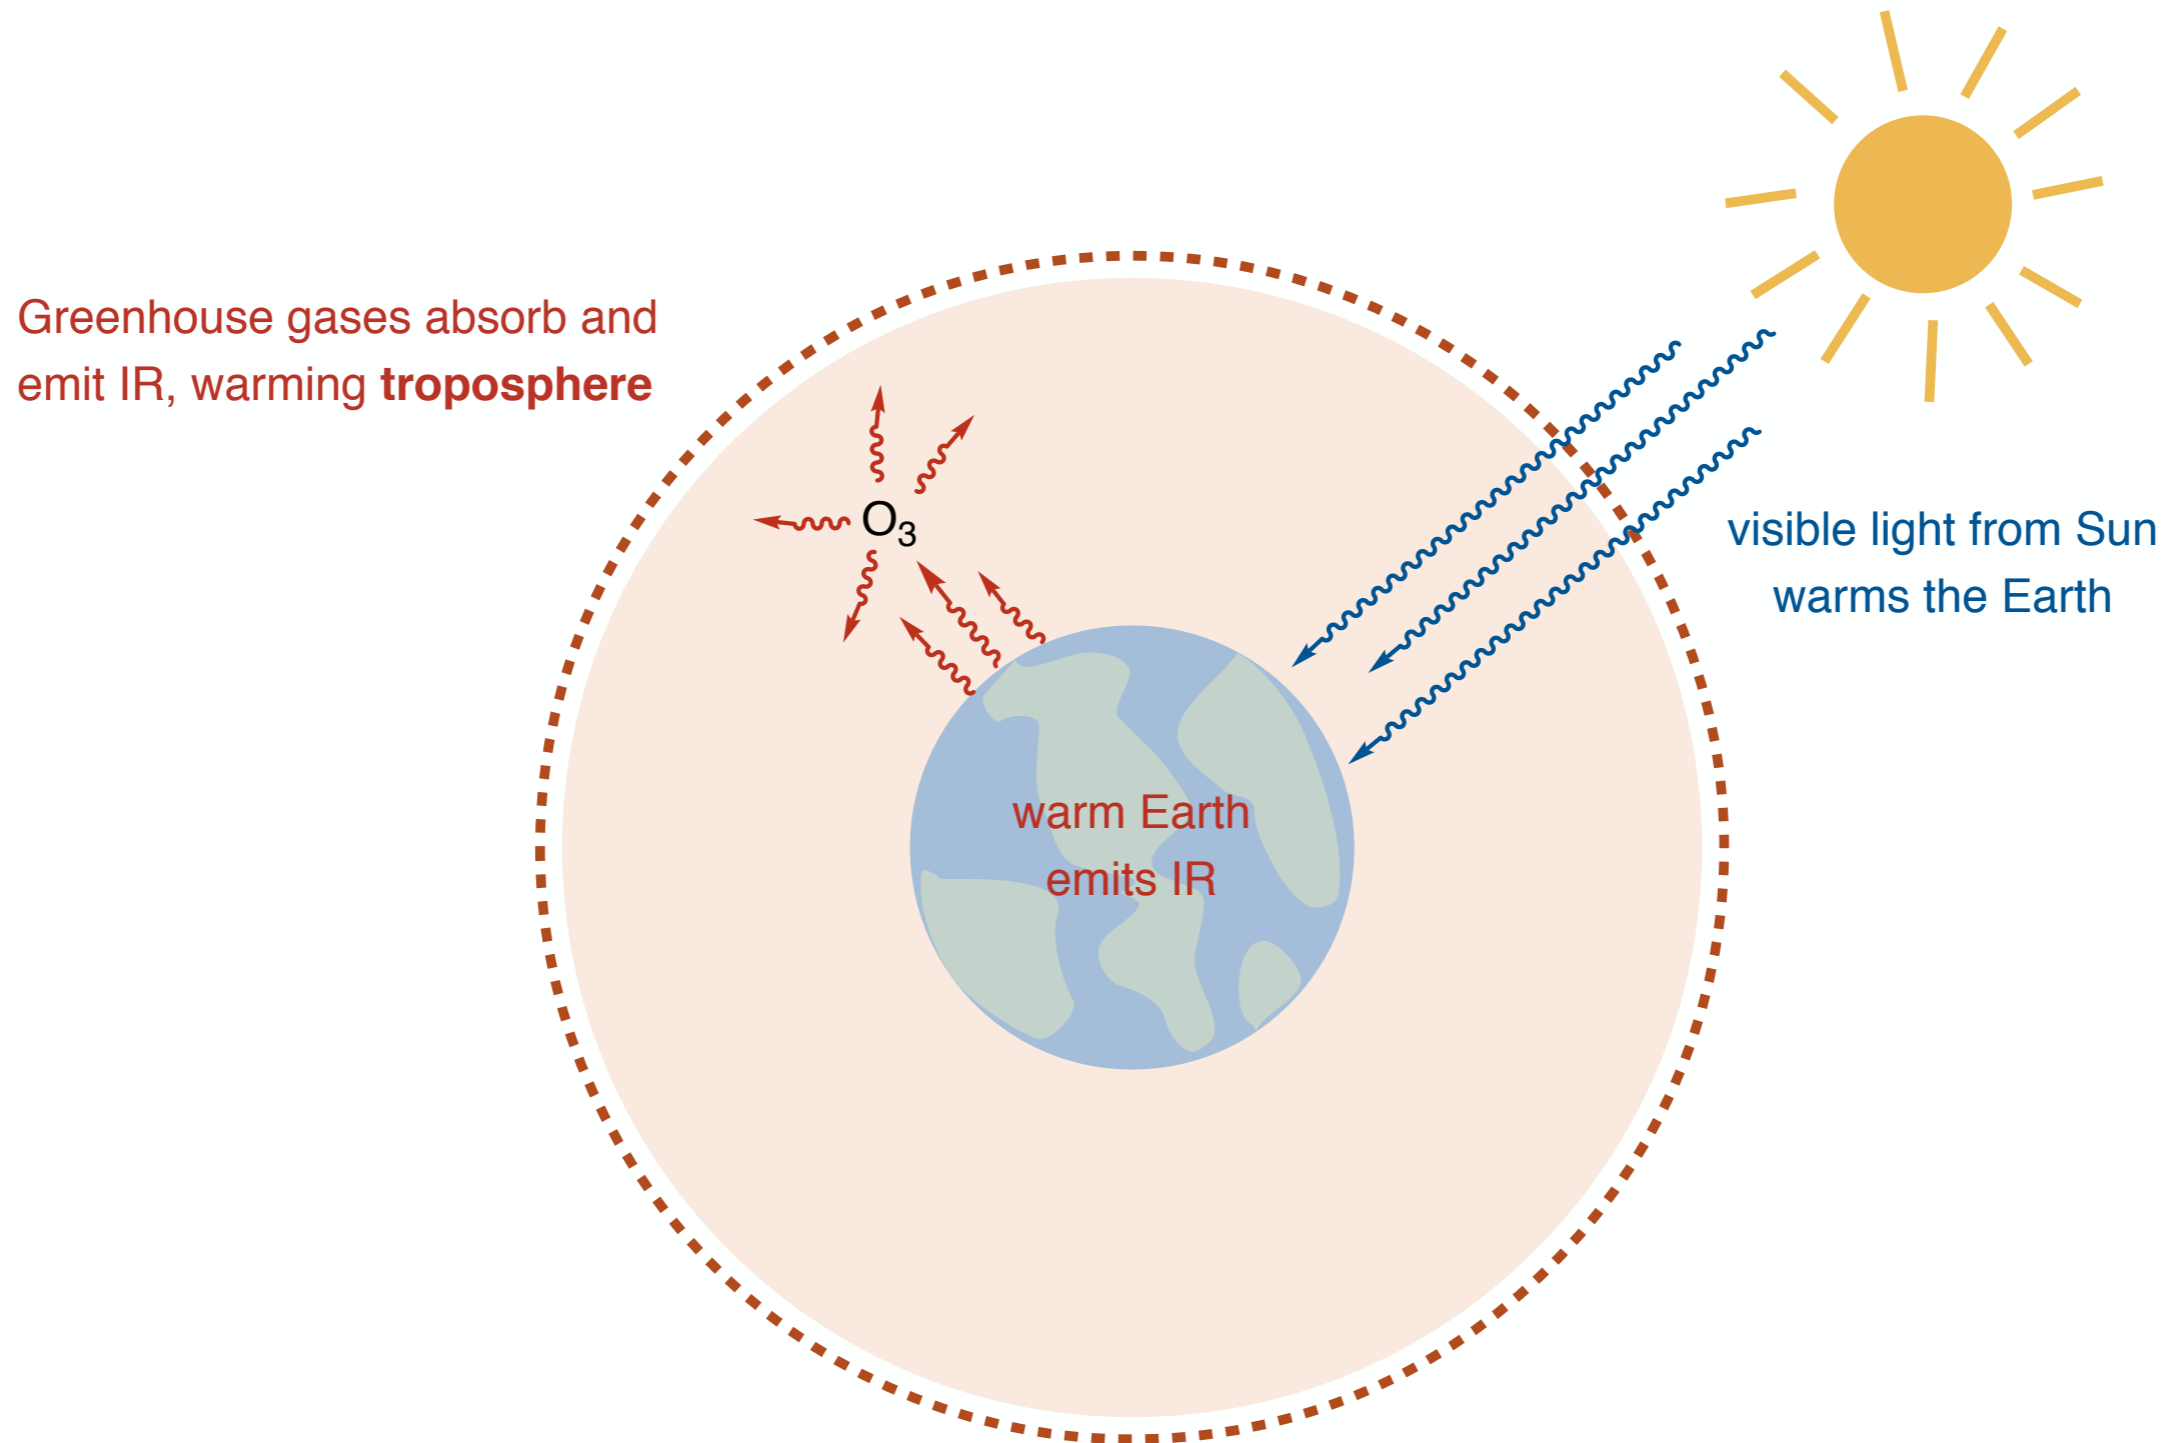 Greenhouse gases absorb and
emit IR, warming troposphere
O₃
visible light from Sun
warms the Earth
warm Earth
emits IR